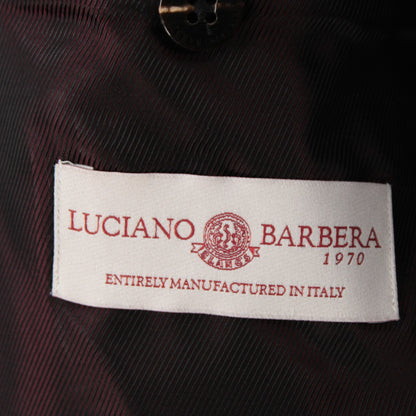 LUCIANO BARBERA
1970
ENTIRELY MANUFACTURED IN ITALY